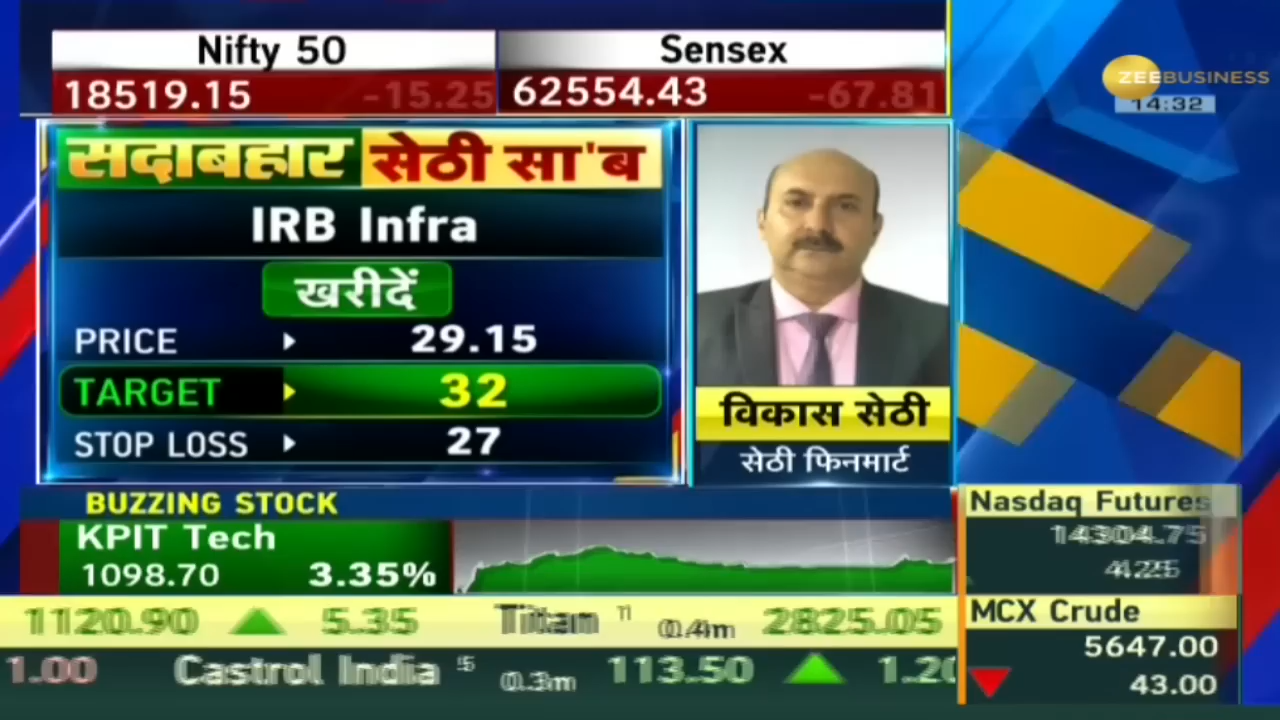 Nifty 50
18519.15 -15.25
Sensex
62554.43 -67.81
ZEEBUSINESS
14:32
सदाबहार सेठी सा'ब
IRB Infra
खरीदें
PRICE 29.15
TARGET 32
STOP LOSS 27
विकास सेठी
सेठी फिनमार्ट
BUZZING STOCK
KPIT Tech
1098.70 3.35%
Nasdaq Futures
14304.75
MCX Crude
5647.00
43.00
1120.90 5.35 Titan 0.4m 2825.05
1.00 Castrol India 0.3m 113.50 1.20